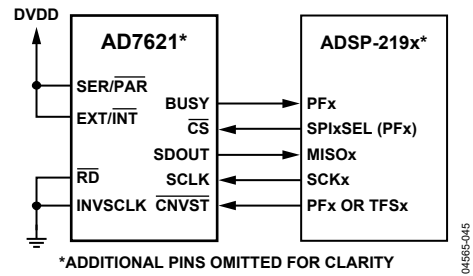 DVDD
AD7621*
ADSP-219x*
SER/PAR
EXT/INT
BUSY
PFx
CS
SPIxSEL (PFx)
SDOUT
MISOx
RD
SCLK
SCKx
INVSCLK
CNVST
PFx OR TFSx
*ADDITIONAL PINS OMITTED FOR CLARITY
04565-045